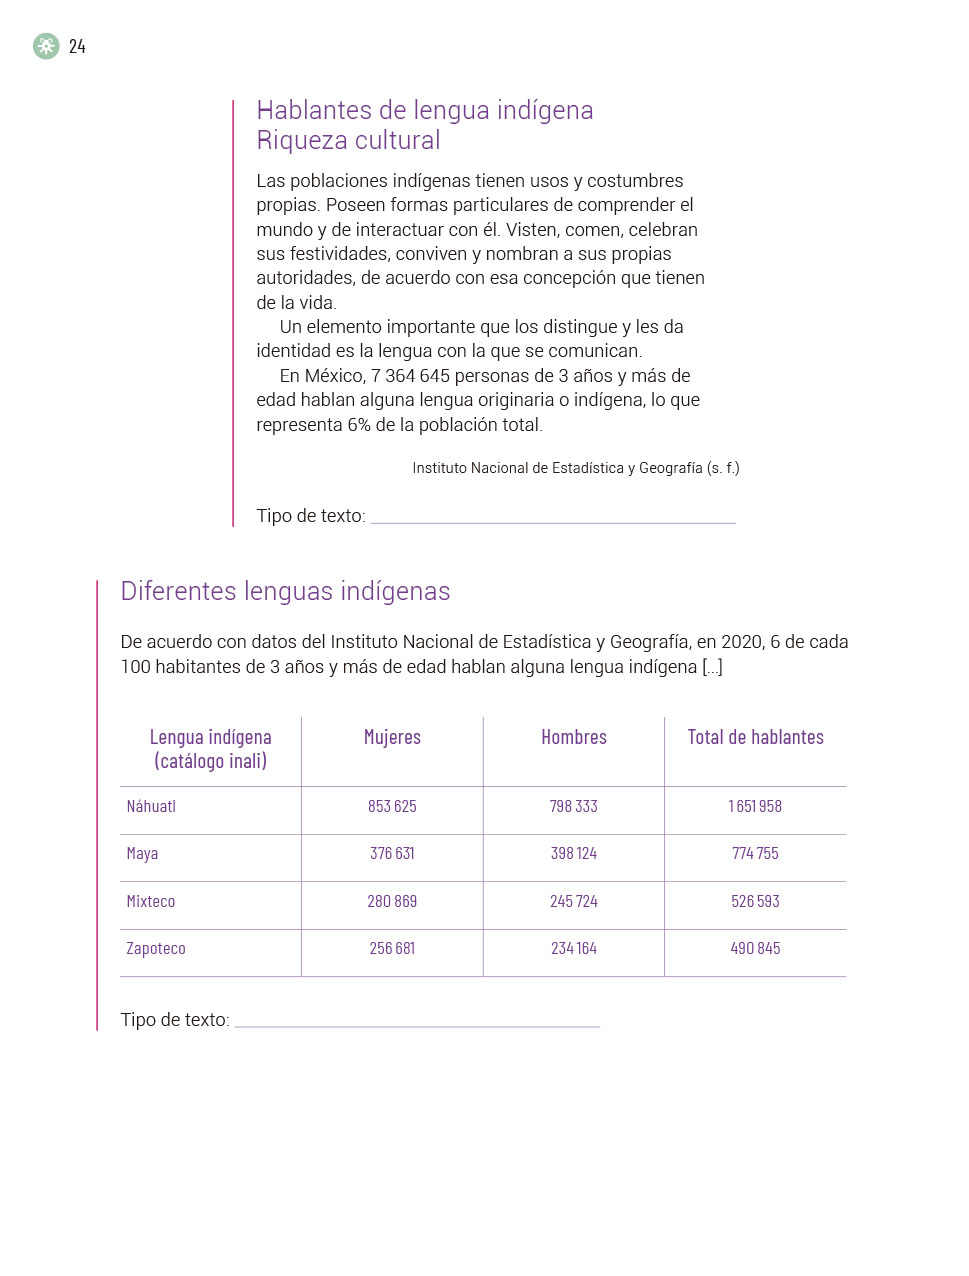 24
Hablantes de lengua indígena
Riqueza cultural
Las poblaciones indígenas tienen usos y costumbres
propias. Poseen formas particulares de comprender el
mundo y de interactuar con él. Visten, comen, celebran
sus festividades, conviven y nombran a sus propias
autoridades, de acuerdo con esa concepción que tienen
de la vida.
Un elemento importante que los distingue y les da
identidad es la lengua con la que se comunican.
En México, 7 364 645 personas de 3 años y más de
edad hablan alguna lengua originaria o indígena, lo que
representa 6% de la población total.
Instituto Nacional de Estadística y Geografía (s. f.)
Tipo de texto:
Diferentes lenguas indígenas
De acuerdo con datos del Instituto Nacional de Estadística y Geografía, en 2020, 6 de cada
100 habitantes de 3 años y más de edad hablan alguna lengua indígena [...]
Lengua indígena Mujeres Hombres Total de hablantes
(catálogo inali)
Náhuatl 853 625 798 333 1 651 958
Maya 376 631 398 124 774 755
Mixteco 280 869 245 724 526 593
Zapoteco 256 681 234 164 490 845
Tipo de texto: